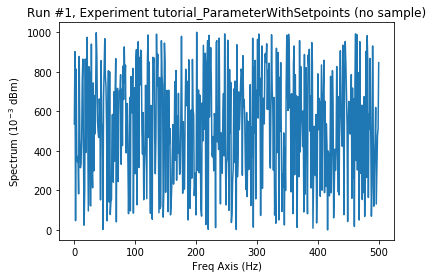 Run #1, Experiment tutorial_ParameterWithSetpoints (no sample)
1000
800
600
400
200
0
Spectrum (10⁻³ dBm)
0 100 200 300 400 500
Freq Axis (Hz)